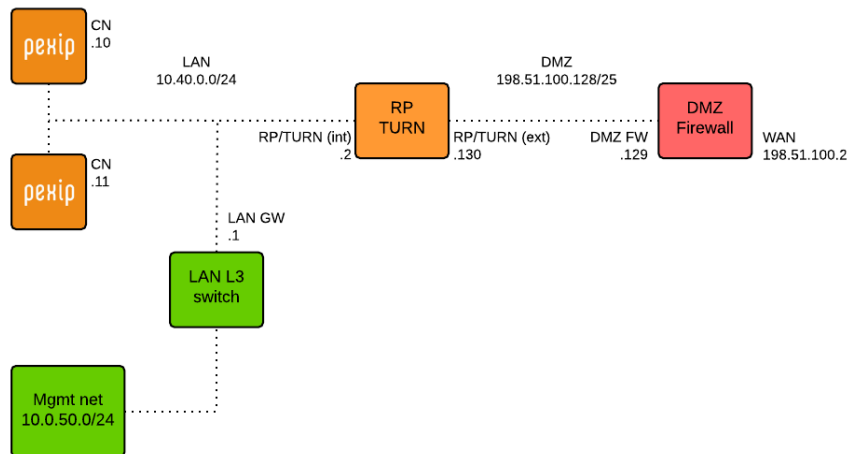 pexip
CN
.10
LAN
10.40.0.0/24
DMZ
198.51.100.128/25
RP
TURN
DMZ
Firewall
RP/TURN (int)
.2
RP/TURN (ext)
.130
DMZ FW
.129
WAN
198.51.100.2
pexip
CN
.11
LAN GW
.1
LAN L3
switch
Mgmt net
10.0.50.0/24